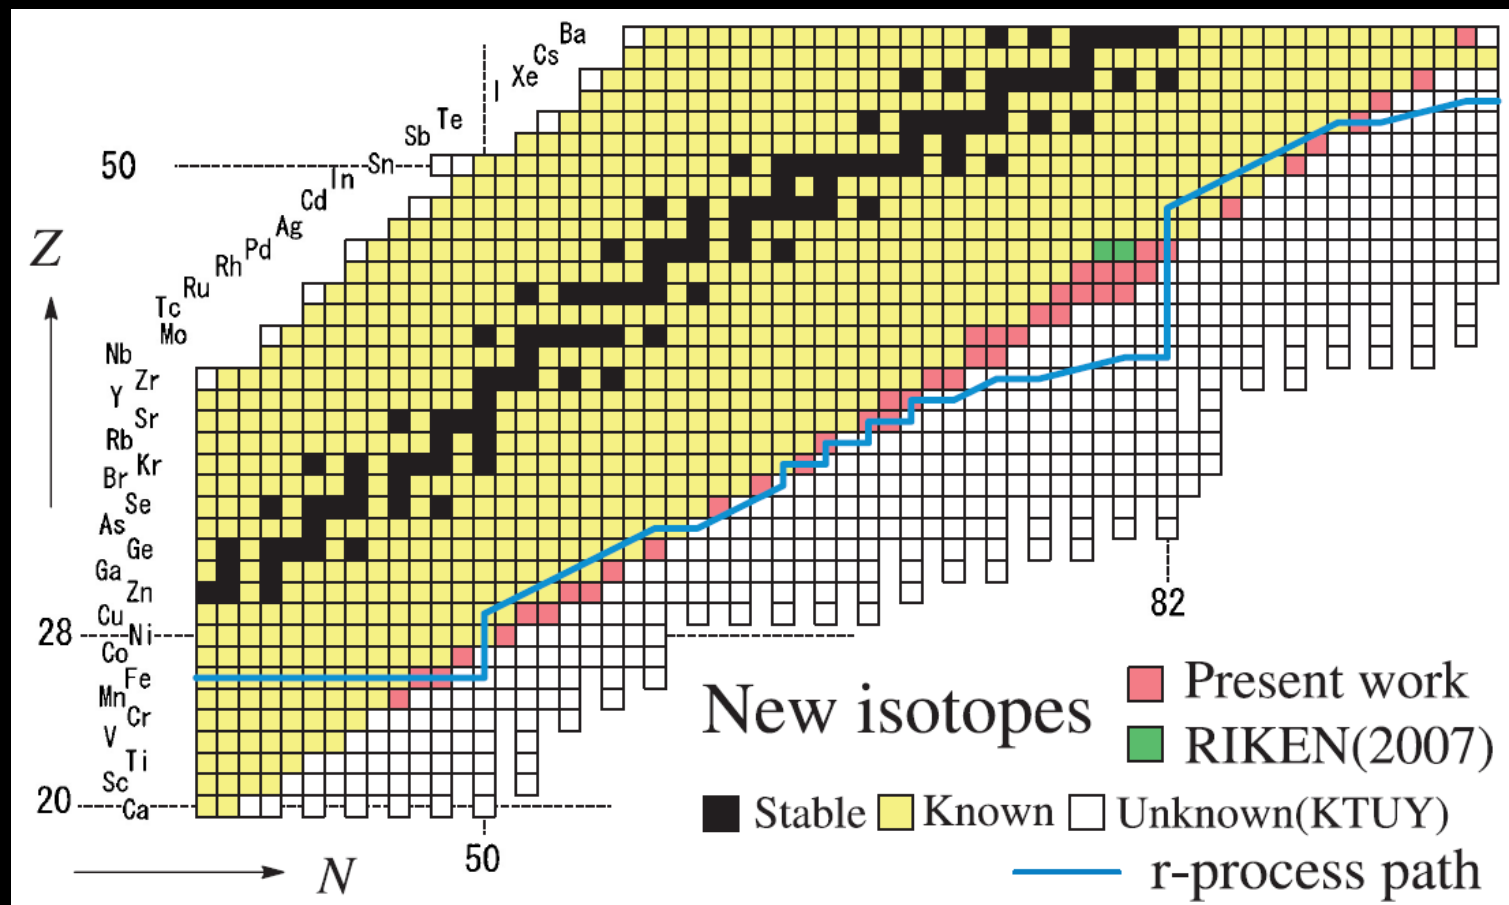 Ba
Cs
Xe
I
Te
Sb
50
Sn
In
Cd
Ag
Z
Pd
Rh
Ru
Tc
Mo
Nb
Zr
Y
Sr
Rb
Kr
Br
Se
As
Ge
Ga
Zn
82
Cu
28
Ni
Co
Fe
Mn
Cr
V
Ti
Sc
20
Ca
50
N
New isotopes
Present work
RIKEN(2007)
Stable Known Unknown(KTUY)
r-process path